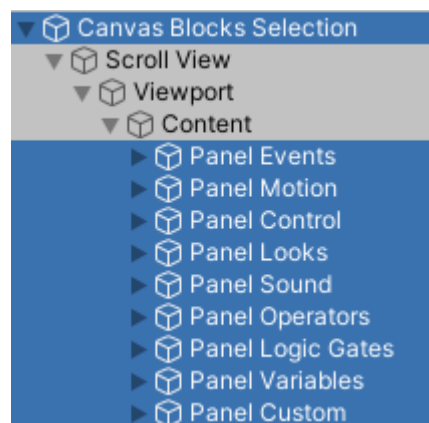 Canvas Blocks Selection
Scroll View
Viewport
Content
Panel Events
Panel Motion
Panel Control
Panel Looks
Panel Sound
Panel Operators
Panel Logic Gates
Panel Variables
Panel Custom